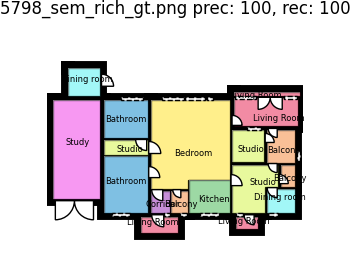 5798_sem_rich_gt.png prec: 100, rec: 100
Dining room
Living Room
Living Room
Bathroom
Study
Studio
Studio
Balcony
Bedroom
Bathroom
Studio
Balcony
Kitchen
Dining room
Corridor
Balcony
Living Room
Living Room